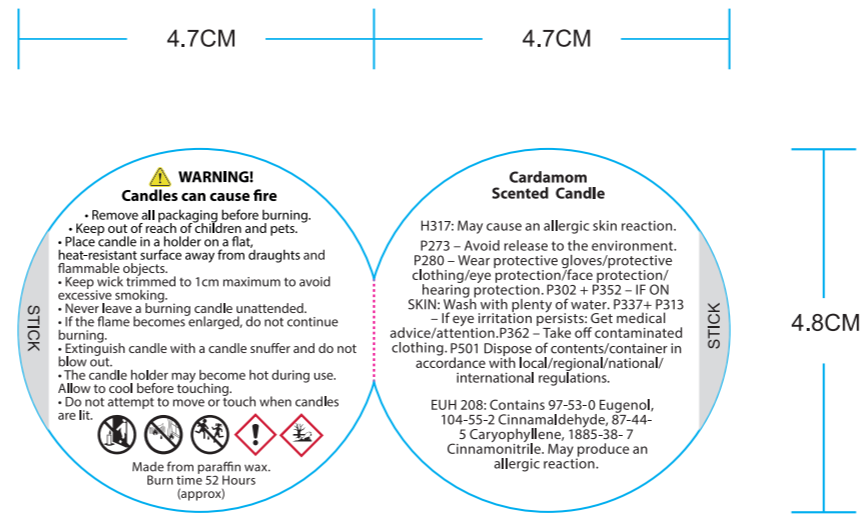 4.7CM
4.7CM
4.8CM
WARNING!
Candles can cause fire
• Remove all packaging before burning.
• Keep out of reach of children and pets.
• Place candle in a holder on a flat,
heat-resistant surface away from draughts and
flammable objects.
• Keep wick trimmed to 1cm maximum to avoid
excessive smoking.
• Never leave a burning candle unattended.
• If the flame becomes enlarged, do not continue
burning.
• Extinguish candle with a candle snuffer and do not
blow out.
• The candle holder may become hot during use.
Allow to cool before touching.
• Do not attempt to move or touch when candles
are lit.
Made from paraffin wax.
Burn time 52 Hours
(approx)
STICK
Cardamom
Scented Candle
H317: May cause an allergic skin reaction.
P273 – Avoid release to the environment.
P280 – Wear protective gloves/protective
clothing/eye protection/face protection/
hearing protection. P302 + P352 – IF ON
SKIN: Wash with plenty of water. P337+ P313
– If eye irritation persists: Get medical
advice/attention.P362 – Take off contaminated
clothing. P501 Dispose of contents/container in
accordance with local/regional/national/
international regulations.
EUH 208: Contains 97-53-0 Eugenol,
104-55-2 Cinnamaldehyde, 87-44-
5 Caryophyllene, 1885-38- 7
Cinnamonitrile. May produce an
allergic reaction.
STICK